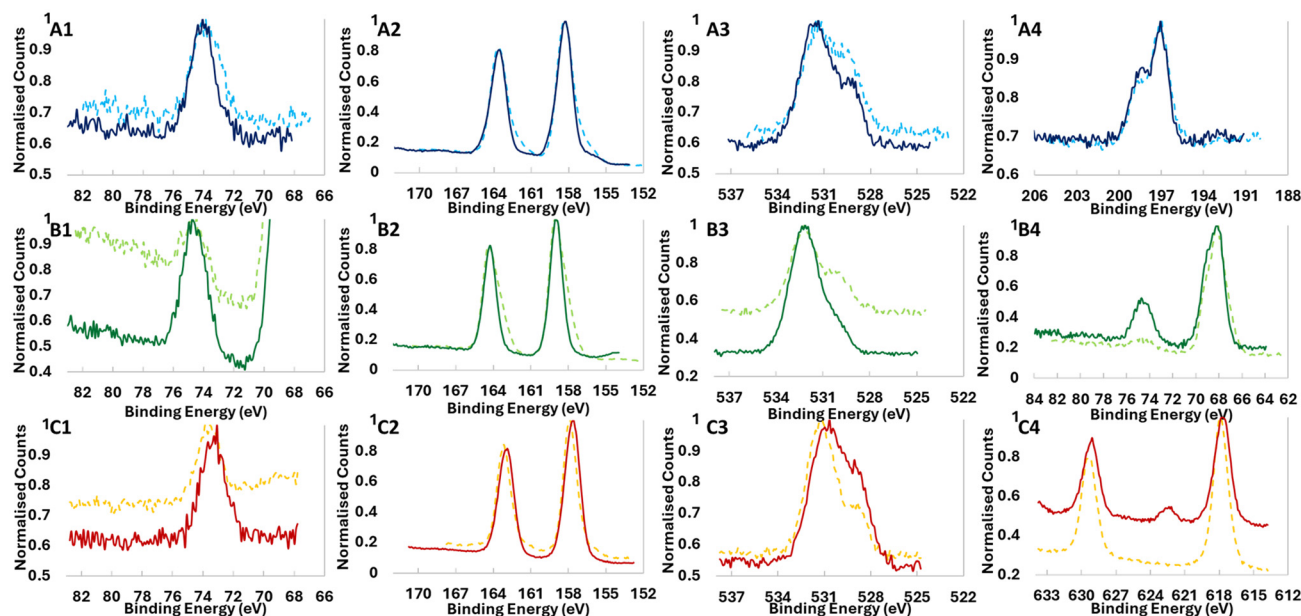 A1
Normalised Counts
1
0.9
0.8
0.7
0.6
0.5
82 80 78 76 74 72 70 68 66
Binding Energy (eV)
A2
Normalised Counts
1
0.8
0.6
0.4
0.2
0
170 167 164 161 158 155 152
Binding Energy (eV)
A3
Normalised Counts
1
0.9
0.8
0.7
0.6
0.5
537 534 531 528 525 522
Binding Energy (eV)
A4
Normalised Counts
1
0.9
0.8
0.7
0.6
206 203 200 197 194 191 188
Binding Energy (eV)
B1
Normalised Counts
1
0.9
0.8
0.7
0.6
0.5
0.4
82 80 78 76 74 72 70 68 66
Binding Energy (eV)
B2
Normalised Counts
1
0.8
0.6
0.4
0.2
0
170 167 164 161 158 155 152
Binding Energy (eV)
B3
Normalised Counts
1
0.8
0.6
0.4
0.2
537 534 531 528 525 522
Binding Energy (eV)
B4
Normalised Counts
1
0.8
0.6
0.4
0.2
0
84 82 80 78 76 74 72 70 68 66 64 62
Binding Energy (eV)
C1
Normalised Counts
1
0.9
0.8
0.7
0.6
0.5
82 80 78 76 74 72 70 68 66
Binding Energy (eV)
C2
Normalised Counts
1
0.8
0.6
0.4
0.2
0
170 167 164 161 158 155 152
Binding Energy (eV)
C3
Normalised Counts
1
0.9
0.8
0.7
0.6
0.5
537 534 531 528 525 522
Binding Energy (eV)
C4
Normalised Counts
1
0.8
0.6
0.4
0.2
633 630 627 624 621 618 615 612
Binding Energy (eV)